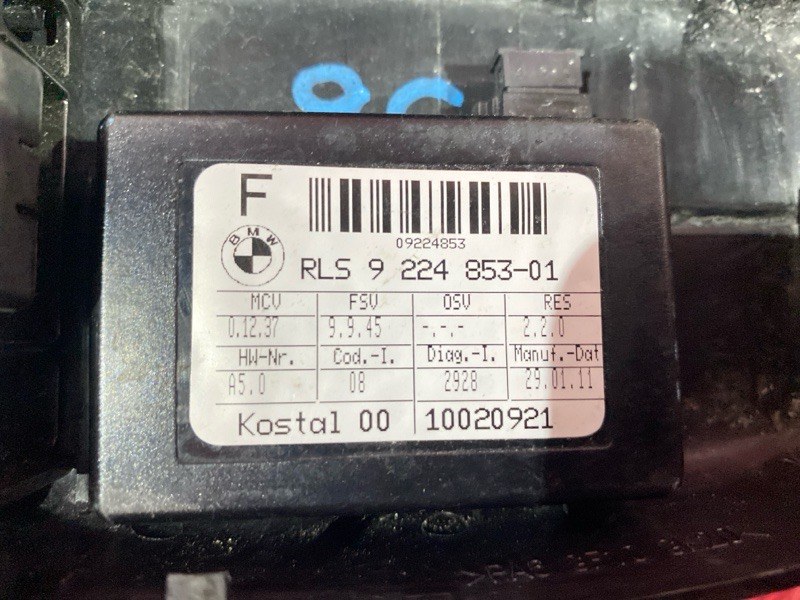 8C
F
09224853
BMW
RLS 9 224 853-01
MCV FSV OSV RES
0.12.37 9.9.45 -.-.- 2.2.0
HW-Nr. Cod.-I. Diag.-I. Manuf.-Dat
A5.0 08 2928 29.01.11
Kostal 00 10020921